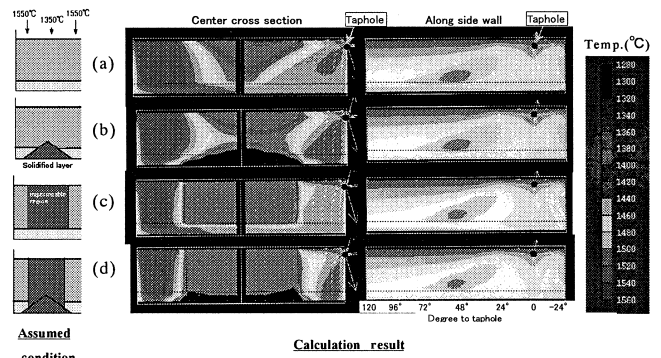 1550℃ 1350℃ 1550℃
Center cross section
Taphole
Along side wall
Taphole
Temp.(℃)
(a)
(b)
Solidified layer
(c)
impermeable
region
(d)
1280
1300
1320
1340
1360
1380
1400
1420
1440
1460
1480
1500
1520
1540
1560
120 96° 72° 48° 24° 0 -24°
Degree to taphole
Assumed
condition
Calculation result